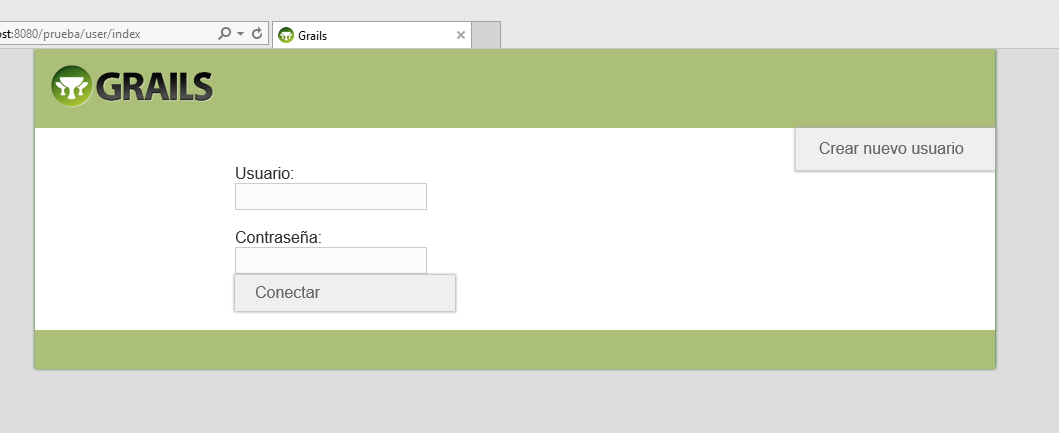 ost:8080/prueba/user/index
Grails
GRAILS
Crear nuevo usuario
Usuario:
Contraseña:
Conectar